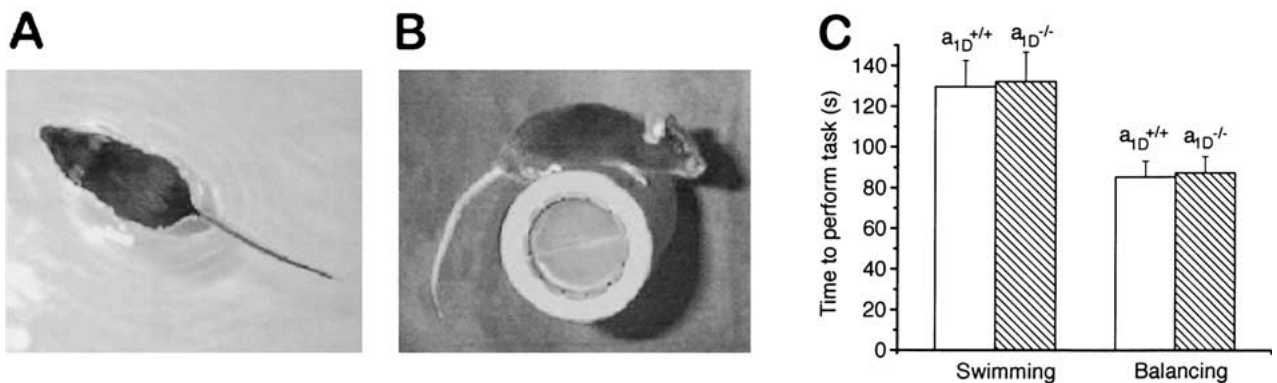 A
B
C
a1D+/+
a1D-/-
a1D+/+
a1D-/-
Time to perform task (s)
140
120
100
80
60
40
20
0
Swimming
Balancing